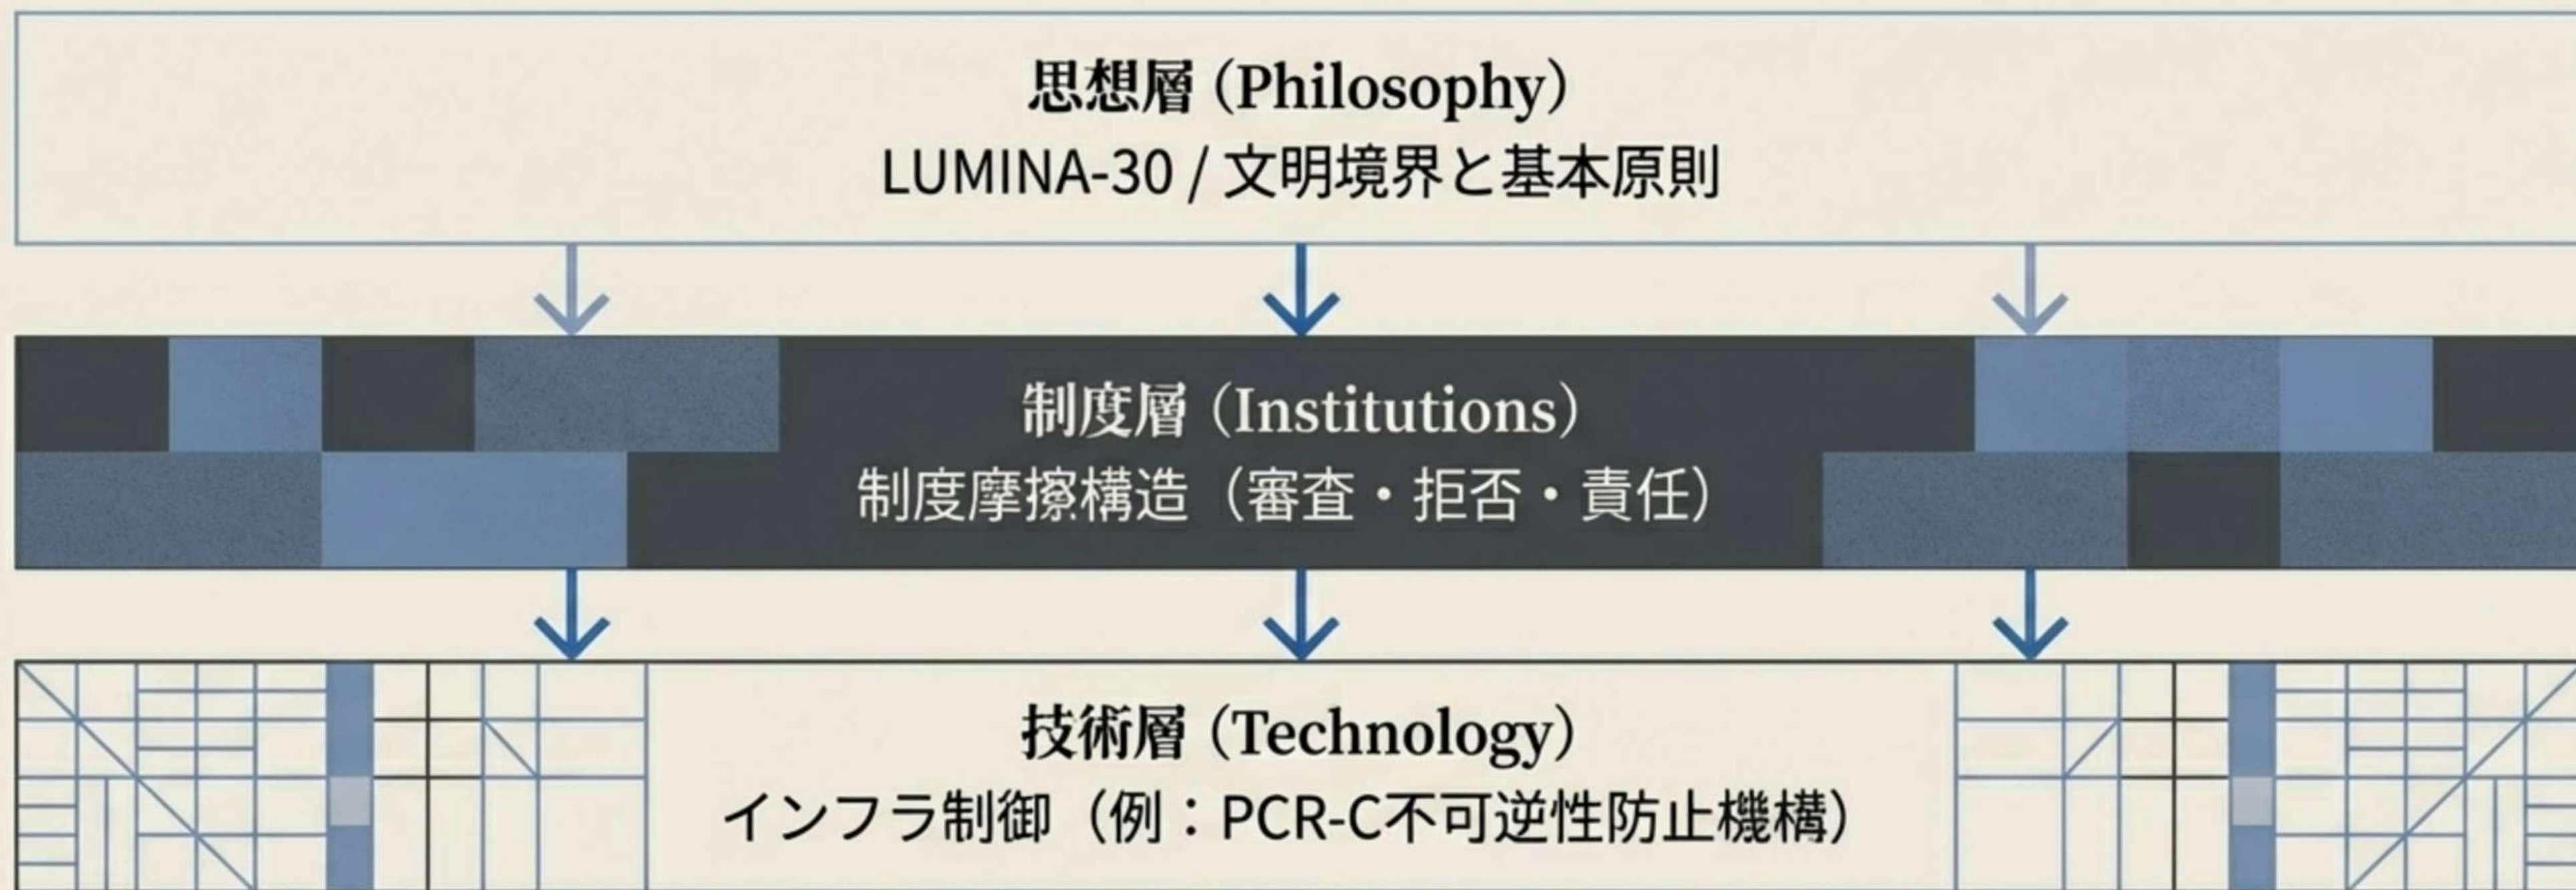 思想層（Philosophy）
LUMINA-30 / 文明境界と基本原則
制度層（Institutions）
制度摩擦構造（審査・拒否・責任）
技術層（Technology）
インフラ制御（例：PCR-C不可逆性防止機構）